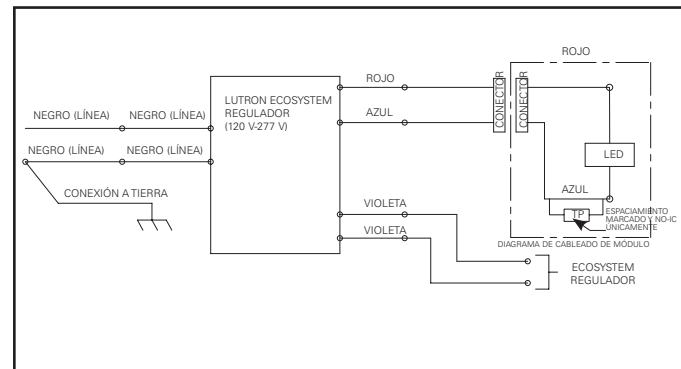 ROJO
ROJO
LUTRON ECOSYSTEM
REGULADOR
(120 V-277 V)
CONECTOR
CONECTOR
NEGRO (LÍNEA)
NEGRO (LÍNEA)
AZUL
NEGRO (LÍNEA)
NEGRO (LÍNEA)
LED
CONEXIÓN A TIERRA
AZUL
VIOLETA
TP
ESPACIAMIENTO
MARCADO Y NO-IC
ÚNICAMENTE
VIOLETA
DIAGRAMA DE CABLEADO DE MÓDULO
ECOSYSTEM
REGULADOR